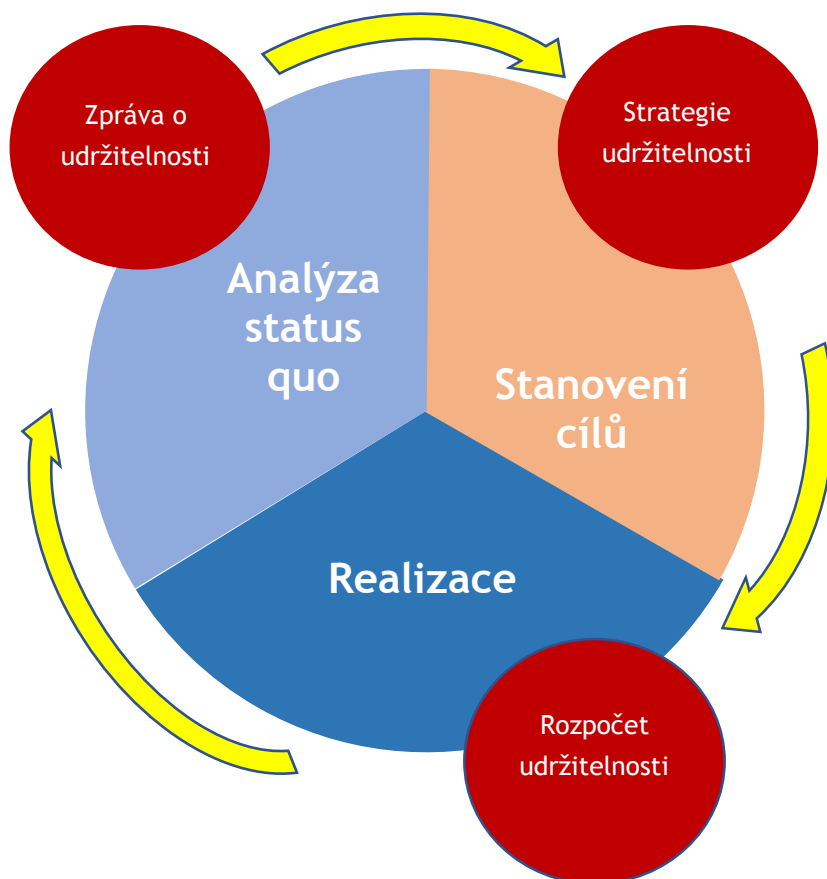 Zpráva o
udržitelnosti
Strategie
udržitelnosti
Analýza
status
quo
Stanovení
cílů
Realizace
Rozpočet
udržitelnosti